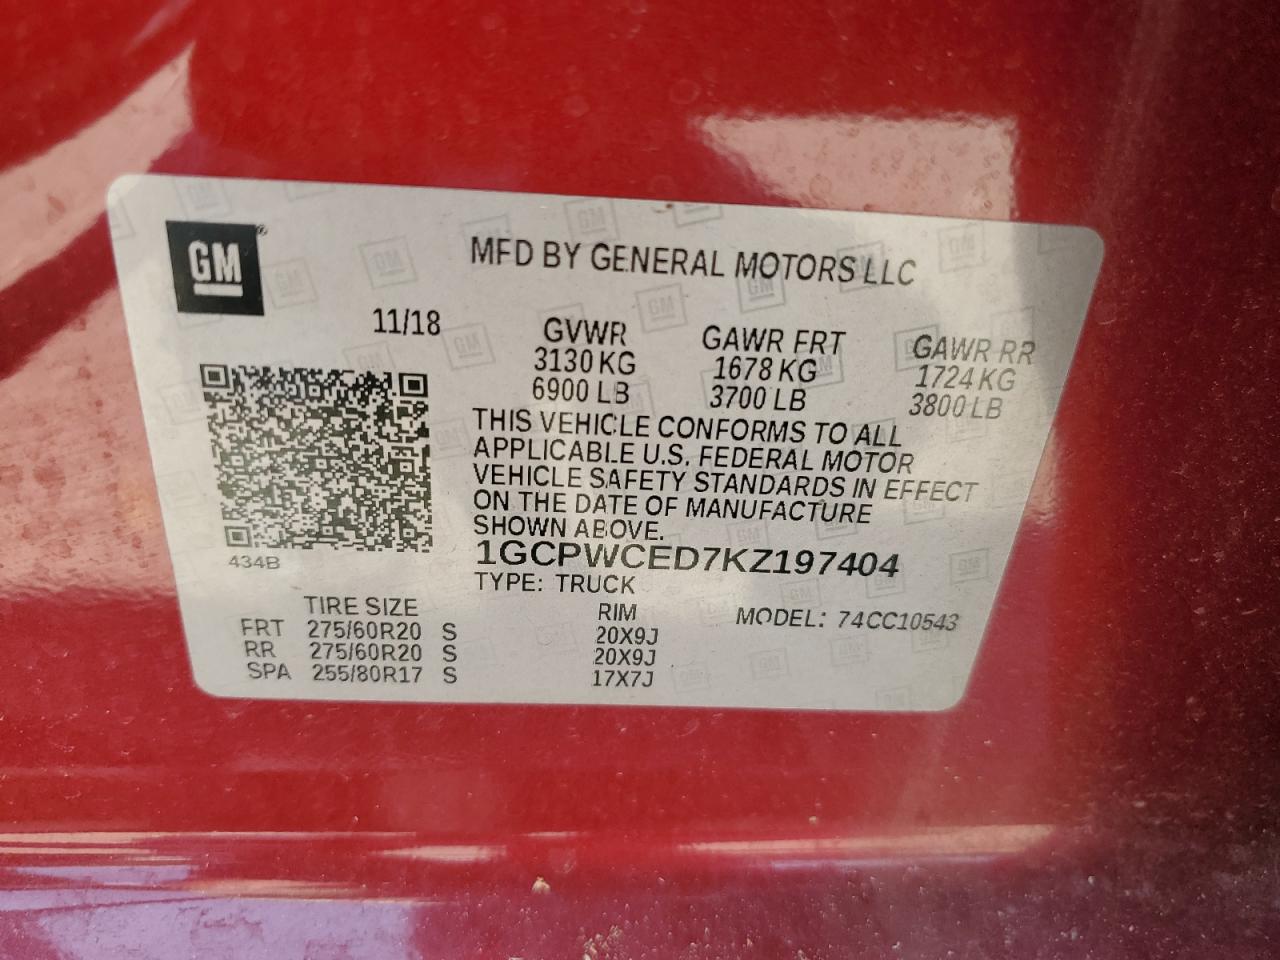 GM
MFD BY GENERAL MOTORS LLC
11/18
GVWR GAWR FRT GAWR RR
3130 KG 1678 KG 1724 KG
6900 LB 3700 LB 3800 LB
THIS VEHICLE CONFORMS TO ALL
APPLICABLE U.S. FEDERAL MOTOR
VEHICLE SAFETY STANDARDS IN EFFECT
ON THE DATE OF MANUFACTURE
SHOWN ABOVE.
434B
1GCPWCED7KZ197404
TYPE: TRUCK
TIRE SIZE RIM MODEL: 74CC10543
FRT 275/60R20 S 20X9J
RR 275/60R20 S 20X9J
SPA 255/80R17 S 17X7J